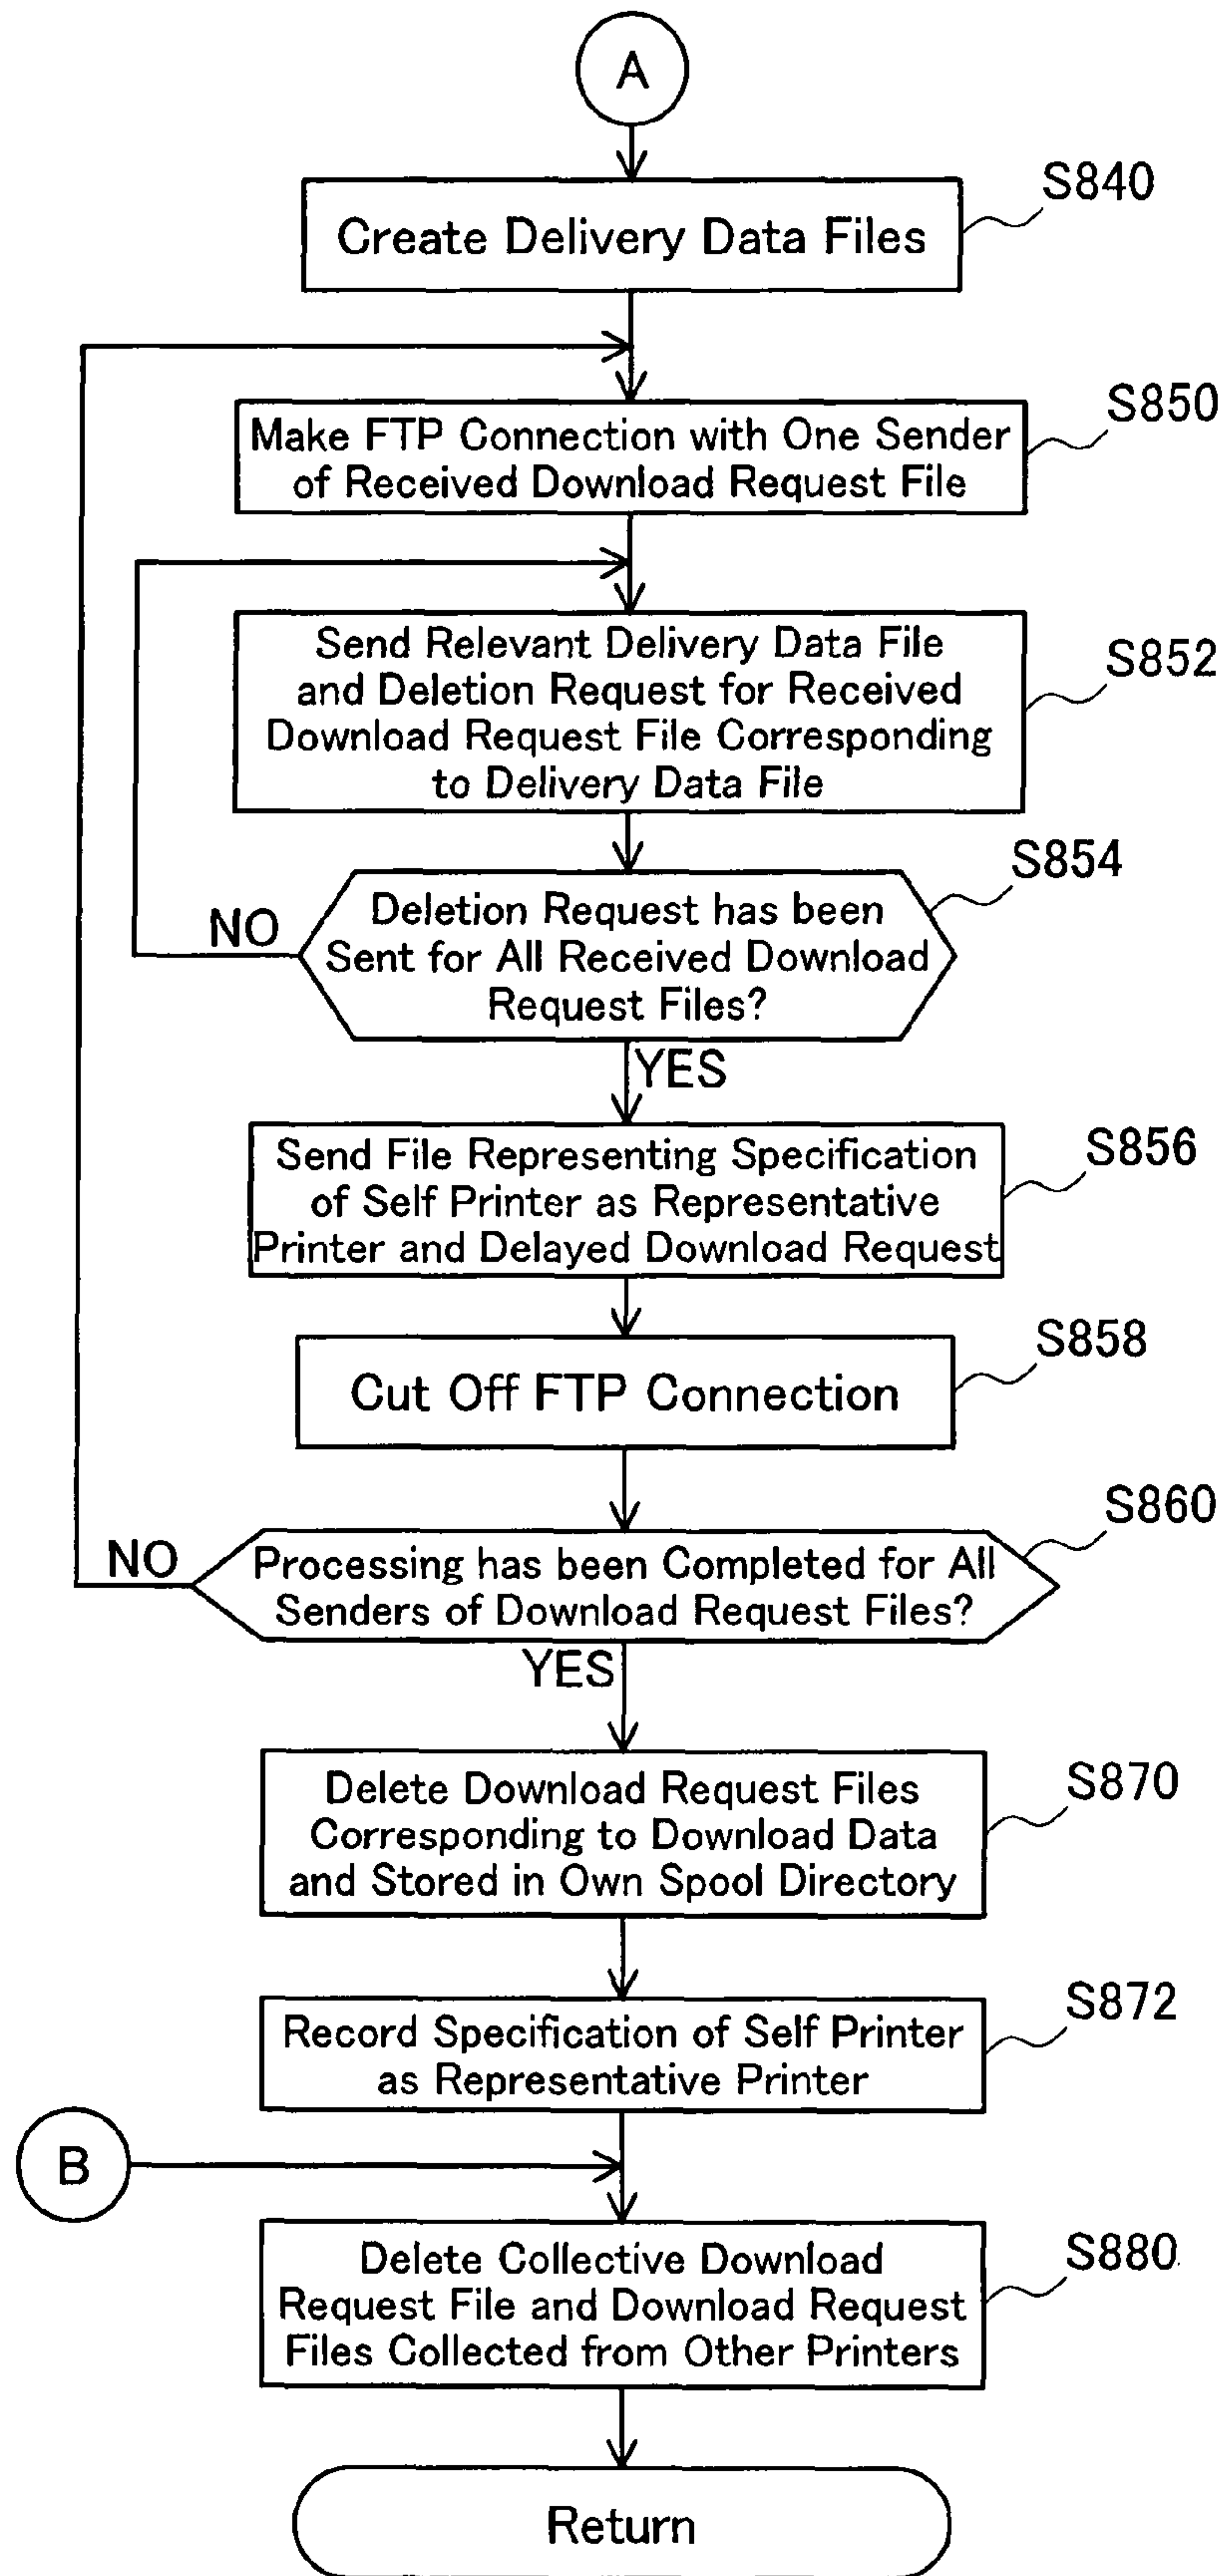 A
S840
Create Delivery Data Files
S850
Make FTP Connection with One Sender
of Received Download Request File
S852
Send Relevant Delivery Data File
and Deletion Request for Received
Download Request File Corresponding
to Delivery Data File
S854
NO
Deletion Request has been
Sent for All Received Download
Request Files?
YES
S856
Send File Representing Specification
of Self Printer as Representative
Printer and Delayed Download Request
S858
Cut Off FTP Connection
S860
NO
Processing has been Completed for All
Senders of Download Request Files?
YES
S870
Delete Download Request Files
Corresponding to Download Data
and Stored in Own Spool Directory
S872
Record Specification of Self Printer
as Representative Printer
B
S880
Delete Collective Download
Request File and Download Request
Files Collected from Other Printers
Return